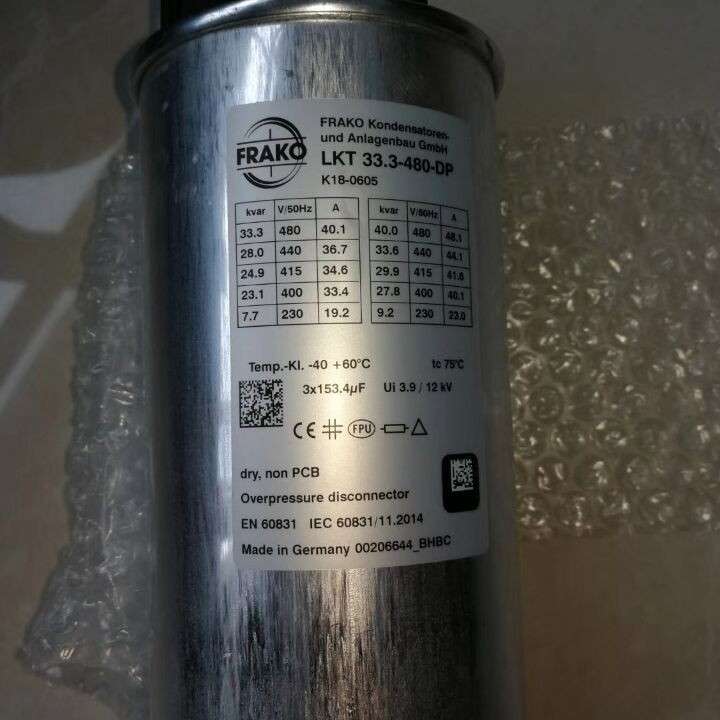 FRAKO
FRAKO Kondensatoren-
und Anlagenbau GmbH
LKT 33.3-480-DP
K18-0605
kvar V/50Hz A
33.3 480 40.1
28.0 440 36.7
24.9 415 34.6
23.1 400 33.4
7.7 230 19.2
kvar V/60Hz A
40.0 480 48.1
33.6 440 44.1
29.9 415 41.6
27.8 400 40.1
9.2 230 23.0
Temp.-Kl. -40 +60°C tc 75°C
3x153.4µF Ui 3.9 / 12 kV
CE FPU
dry, non PCB
Overpressure disconnector
EN 60831 IEC 60831/11.2014
Made in Germany 00206644_BHBC